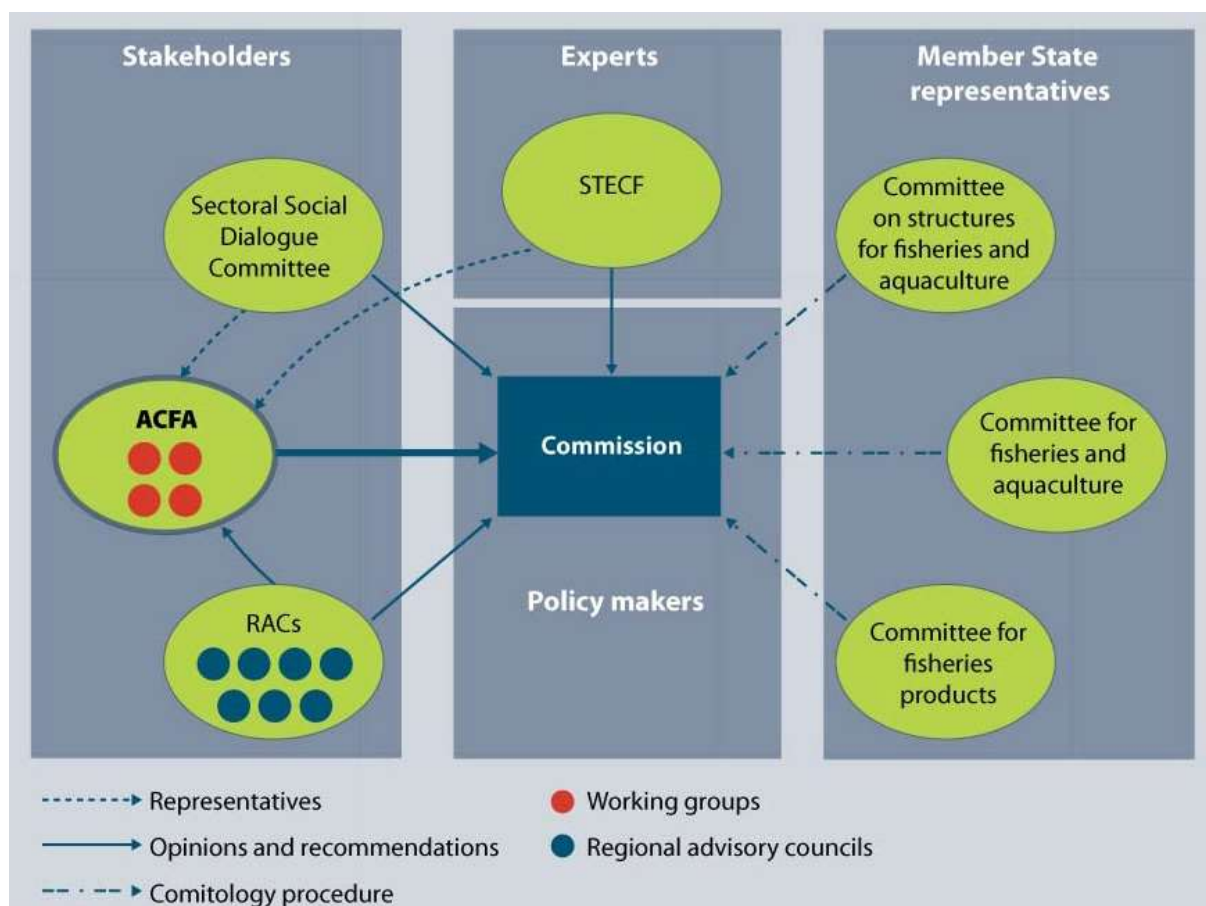 Stakeholders
Sectoral Social
Dialogue
Committee
ACFA
RACs
Experts
STECF
Commission
Policy makers
Member State
representatives
Committee
on structures
for fisheries and
aquaculture
Committee for
fisheries and
aquaculture
Committee for
fisheries
products
Representatives
Opinions and recommendations
Comitology procedure
Working groups
Regional advisory councils